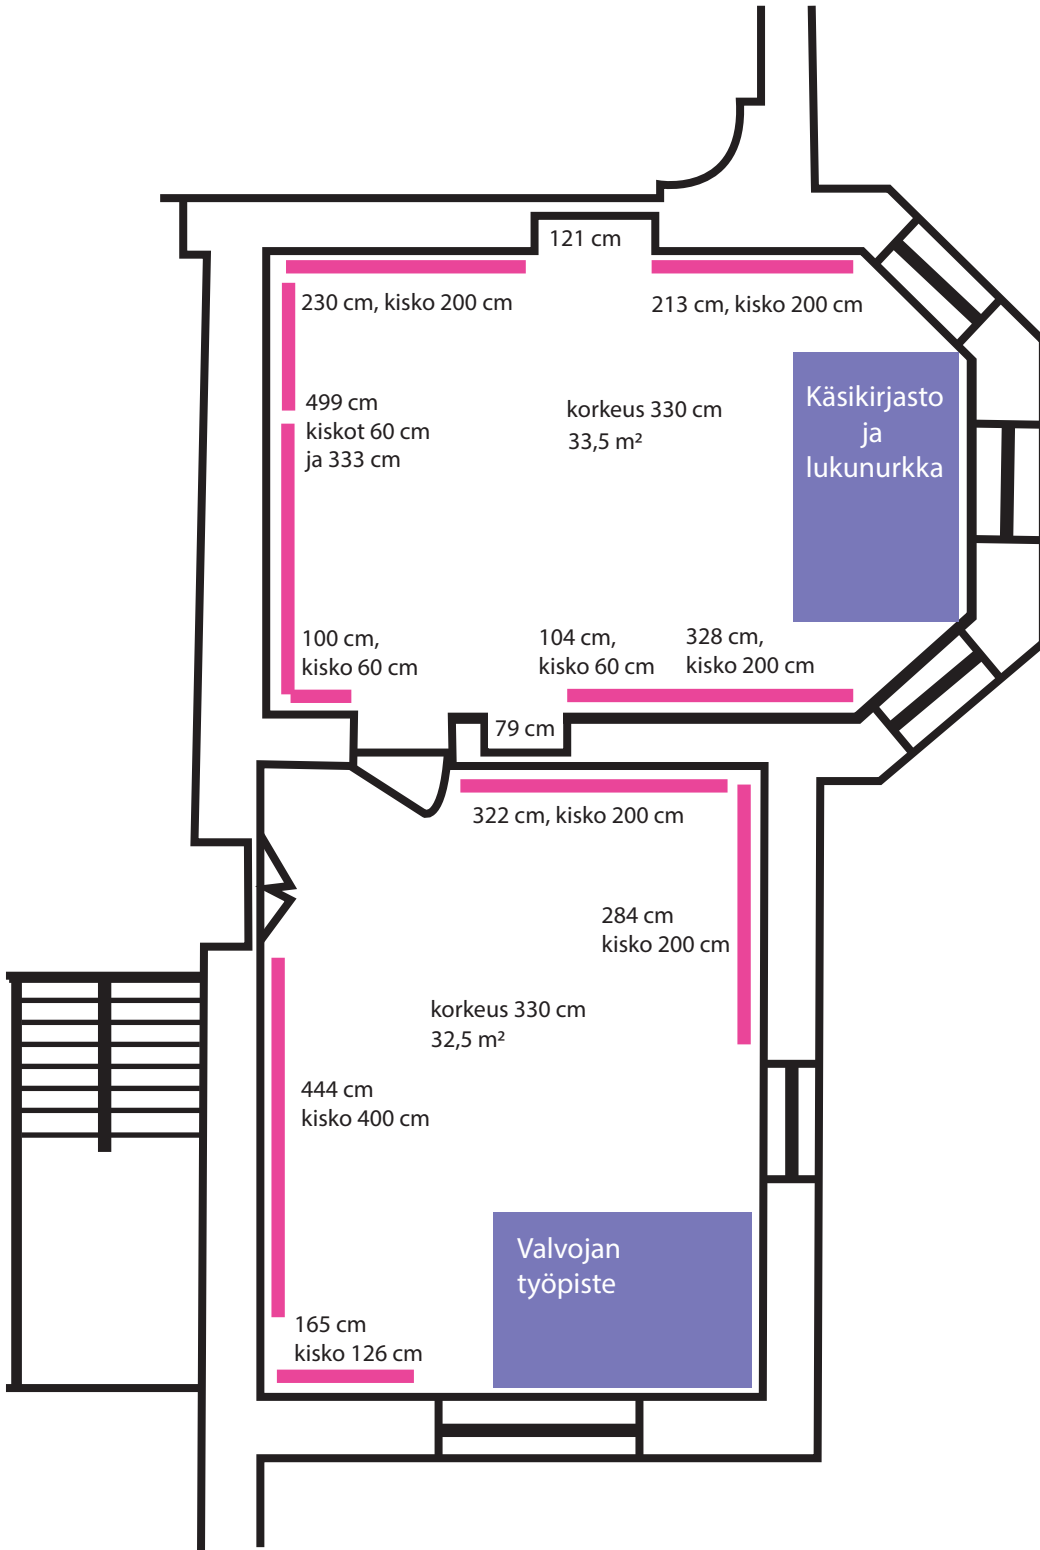 121 cm
230 cm, kisko 200 cm
213 cm, kisko 200 cm
499 cm
kiskot 60 cm
ja 333 cm
korkeus 330 cm
33,5 m²
Käsikirjasto
ja
lukunurkka
100 cm,
kisko 60 cm
104 cm,
kisko 60 cm
328 cm,
kisko 200 cm
79 cm
322 cm, kisko 200 cm
284 cm
kisko 200 cm
korkeus 330 cm
32,5 m²
444 cm
kisko 400 cm
Valvojan
työpiste
165 cm
kisko 126 cm